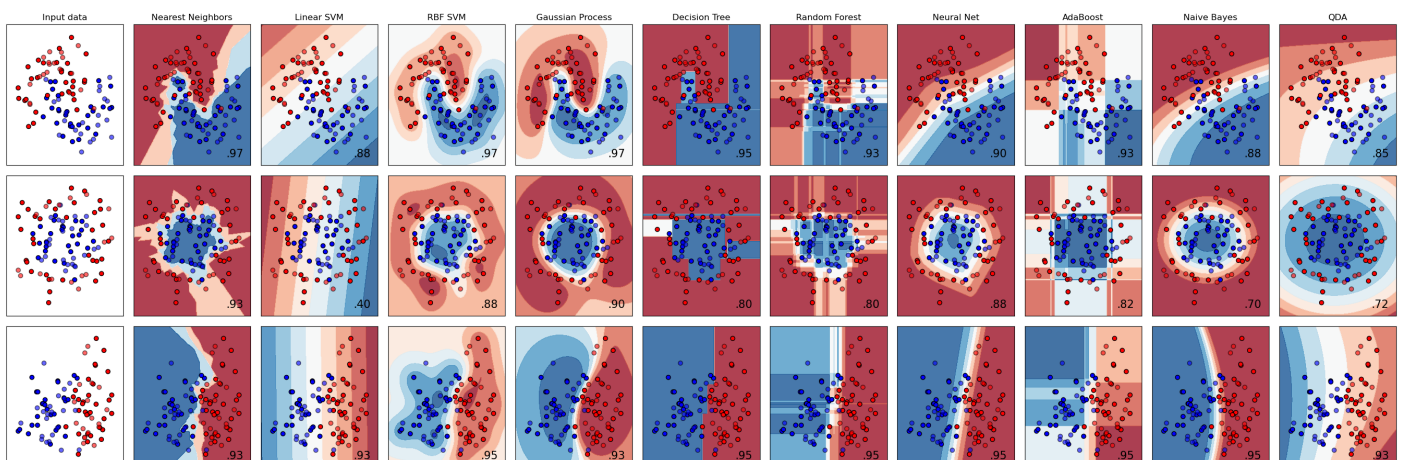 Input data
Nearest Neighbors
Linear SVM
RBF SVM
Gaussian Process
Decision Tree
Random Forest
Neural Net
AdaBoost
Naive Bayes
QDA
.97
.88
.97
.97
.95
.93
.90
.93
.88
.85
.93
.40
.88
.90
.80
.80
.88
.82
.70
.72
.93
.93
.95
.93
.95
.95
.95
.95
.95
.93